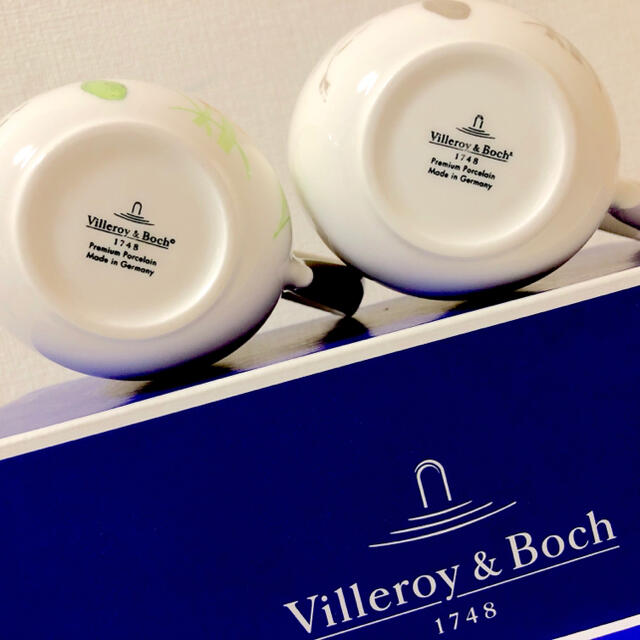 Villeroy & Boch®
1748
Premium Porcelain
Made in Germany
Villeroy & Boch®
1748
Premium Porcelain
Made in Germany
Villeroy & Boch
1748